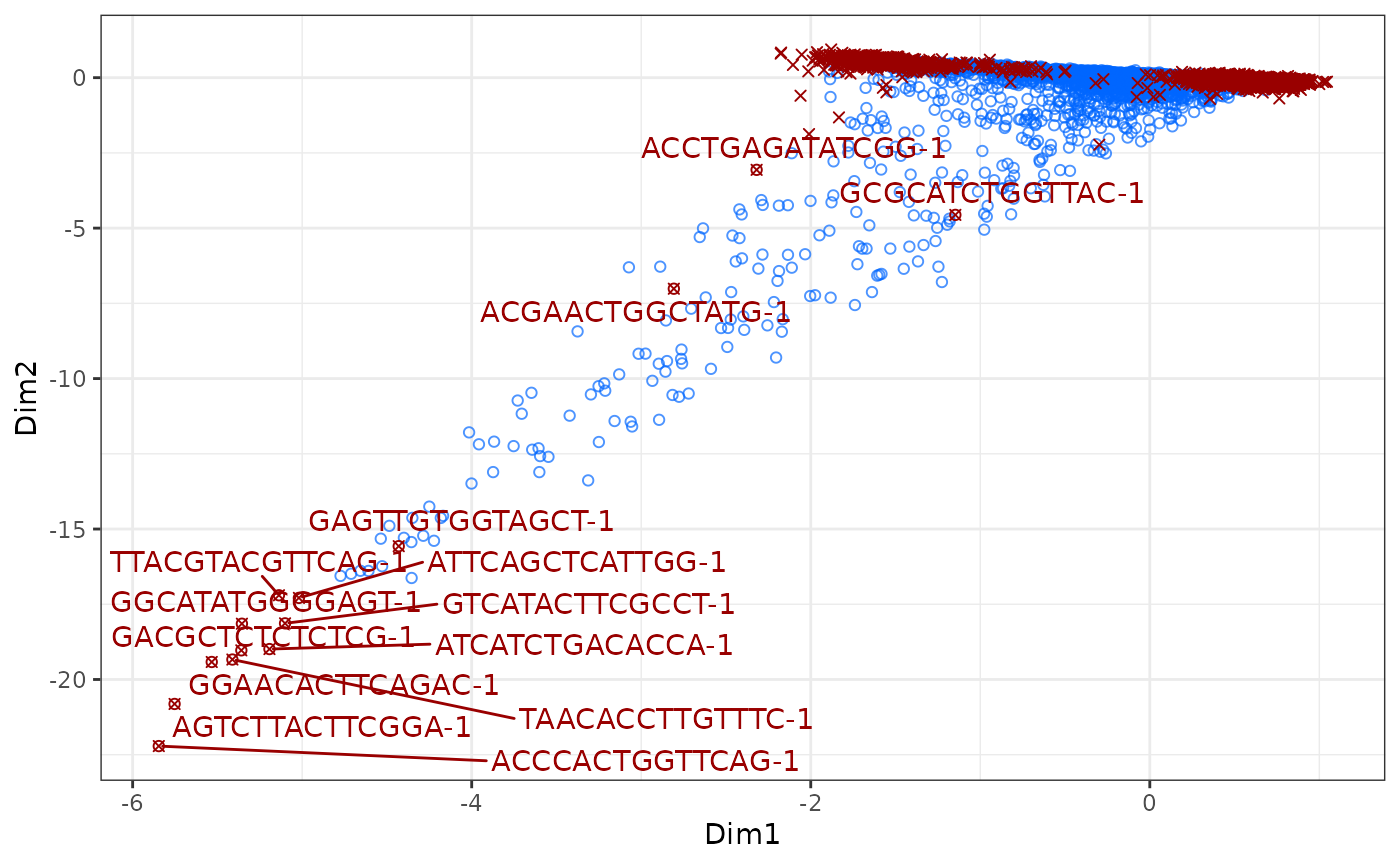 0
ACCTGAGATATCGG-1
GCGCATCTGGTTAC-1
-5
ACGAACTGGCTATG-1
Dim2
-10
-15
GAGTTGTGGTAGCT-1
TTACGTACGTTCAG-1
ATTCAGCTCATTGG-1
GGCATATGGGGAGT-1
GTCATACTTCGCCT-1
GACGCTCTCTCTCG-1
ATCATCTGACACCA-1
-20
GGAACACTTCAGAC-1
TAACACCTTGTTTC-1
AGTCTTACTTCGGA-1
ACCCACTGGTTCAG-1
-6
-4
-2
0
Dim1